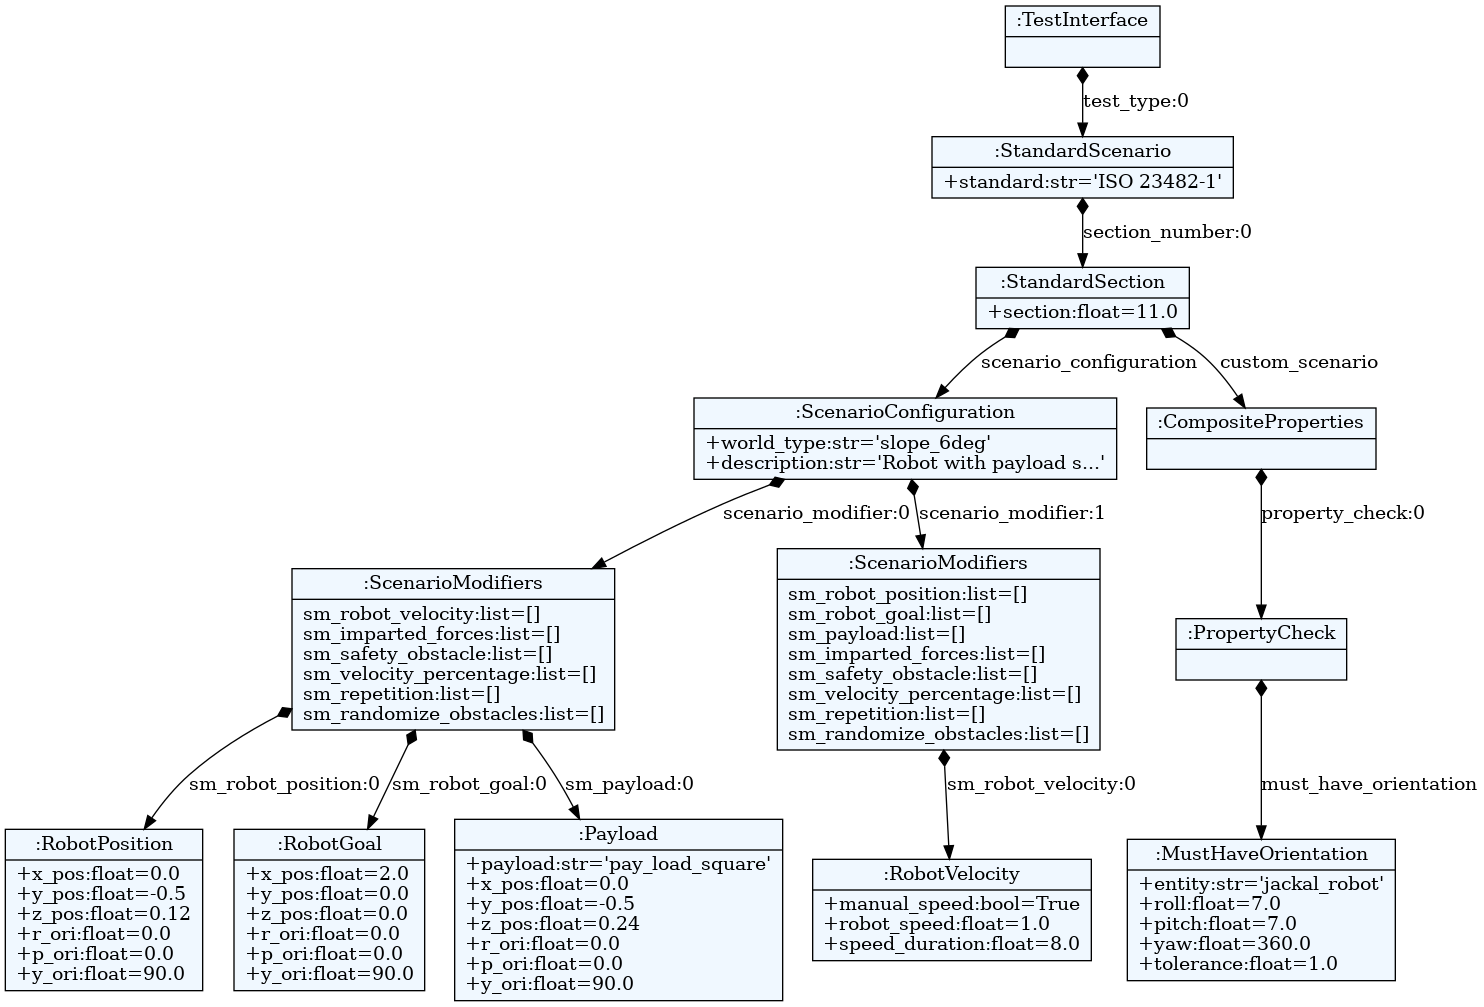 :TestInterface
test_type:0
:StandardScenario
+standard:str='ISO 23482-1'
section_number:0
:StandardSection
+section:float=11.0
scenario_configuration
custom_scenario
:ScenarioConfiguration
+world_type:str='slope_6deg'
+description:str='Robot with payload s...'
:CompositeProperties
scenario_modifier:0
scenario_modifier:1
property_check:0
:ScenarioModifiers
sm_robot_velocity:list=[]
sm_imparted_forces:list=[]
sm_safety_obstacle:list=[]
sm_velocity_percentage:list=[]
sm_repetition:list=[]
sm_randomize_obstacles:list=[]
:ScenarioModifiers
sm_robot_position:list=[]
sm_robot_goal:list=[]
sm_payload:list=[]
sm_imparted_forces:list=[]
sm_safety_obstacle:list=[]
sm_velocity_percentage:list=[]
sm_repetition:list=[]
sm_randomize_obstacles:list=[]
:PropertyCheck
sm_robot_position:0
sm_robot_goal:0
sm_payload:0
sm_robot_velocity:0
must_have_orientation
:RobotPosition
+x_pos:float=0.0
+y_pos:float=-0.5
+z_pos:float=0.12
+r_ori:float=0.0
+p_ori:float=0.0
+y_ori:float=90.0
:RobotGoal
+x_pos:float=2.0
+y_pos:float=0.0
+z_pos:float=0.0
+r_ori:float=0.0
+p_ori:float=0.0
+y_ori:float=90.0
:Payload
+payload:str='pay_load_square'
+x_pos:float=0.0
+y_pos:float=-0.5
+z_pos:float=0.24
+r_ori:float=0.0
+p_ori:float=0.0
+y_ori:float=90.0
:RobotVelocity
+manual_speed:bool=True
+robot_speed:float=1.0
+speed_duration:float=8.0
:MustHaveOrientation
+entity:str='jackal_robot'
+roll:float=7.0
+pitch:float=7.0
+yaw:float=360.0
+tolerance:float=1.0